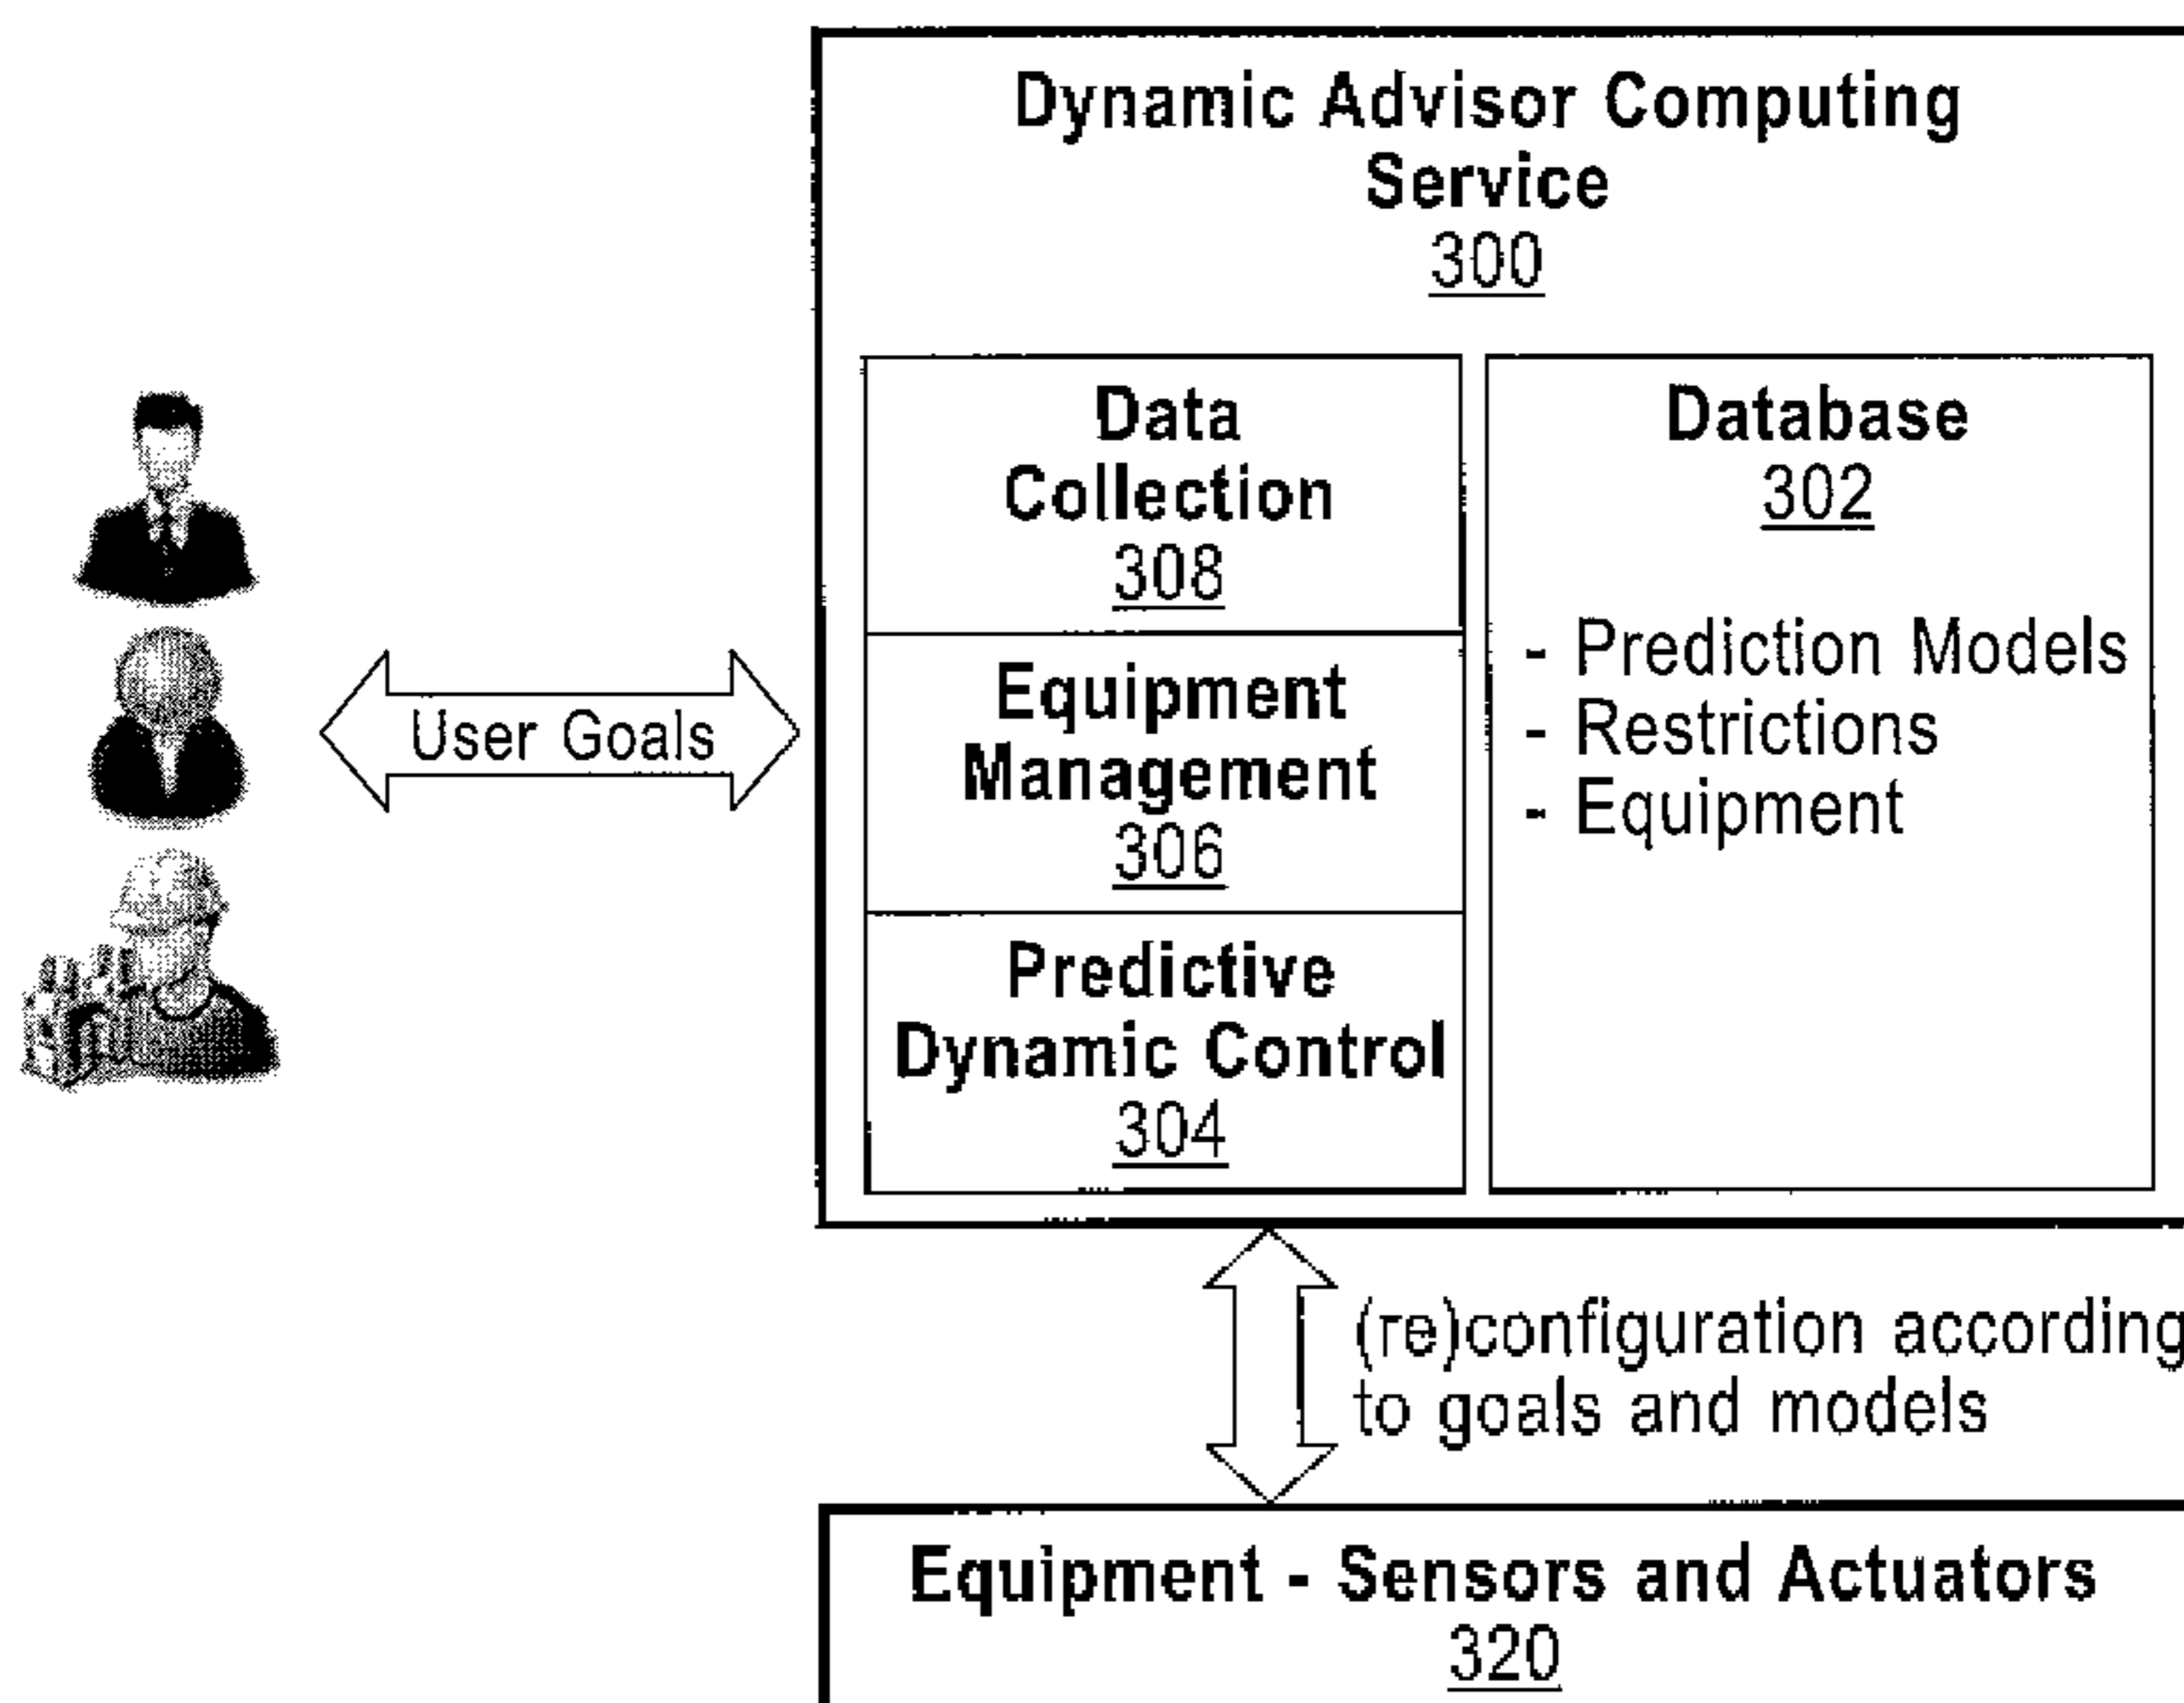 Dynamic Advisor Computing
Service
300
Data
Collection
308
Equipment
Management
306
Predictive
Dynamic Control
304
Database
302
- Prediction Models
- Restrictions
- Equipment
User Goals
(re)configuration according
to goals and models
Equipment - Sensors and Actuators
320